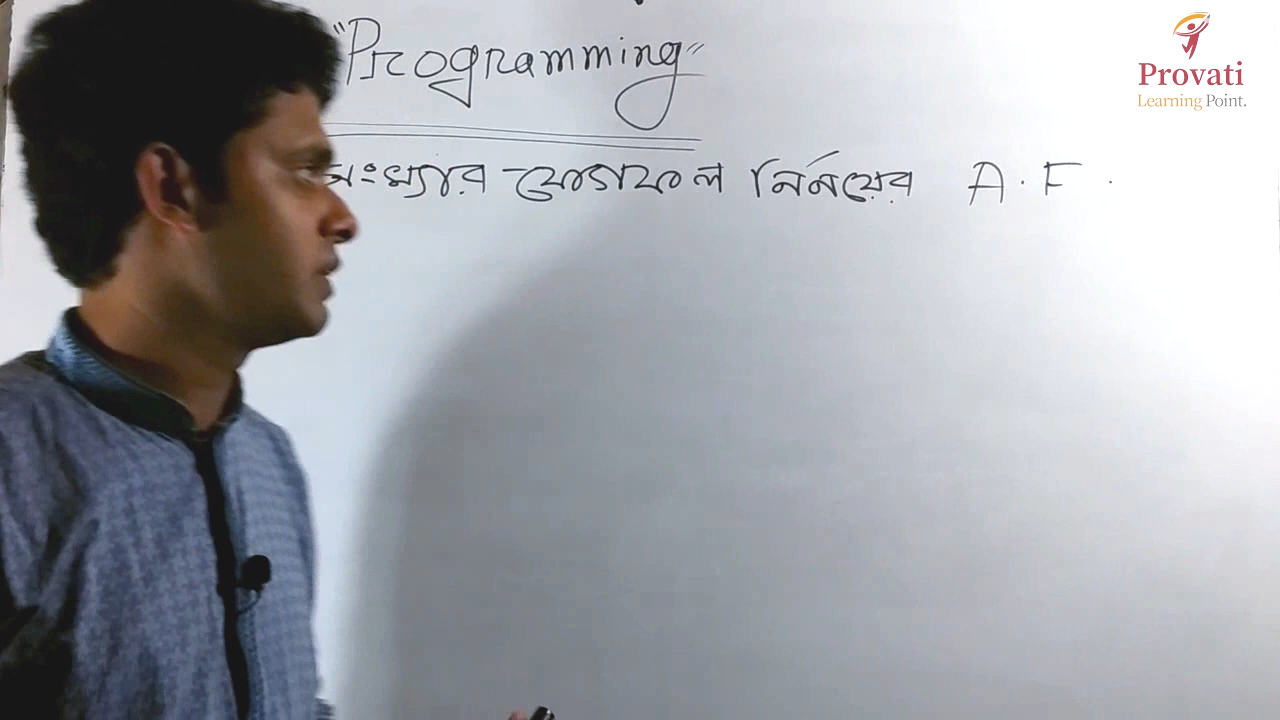 "Programming"
Provati
Learning Point.
সংখ্যার যোগফল নির্ণয়ের A.F.